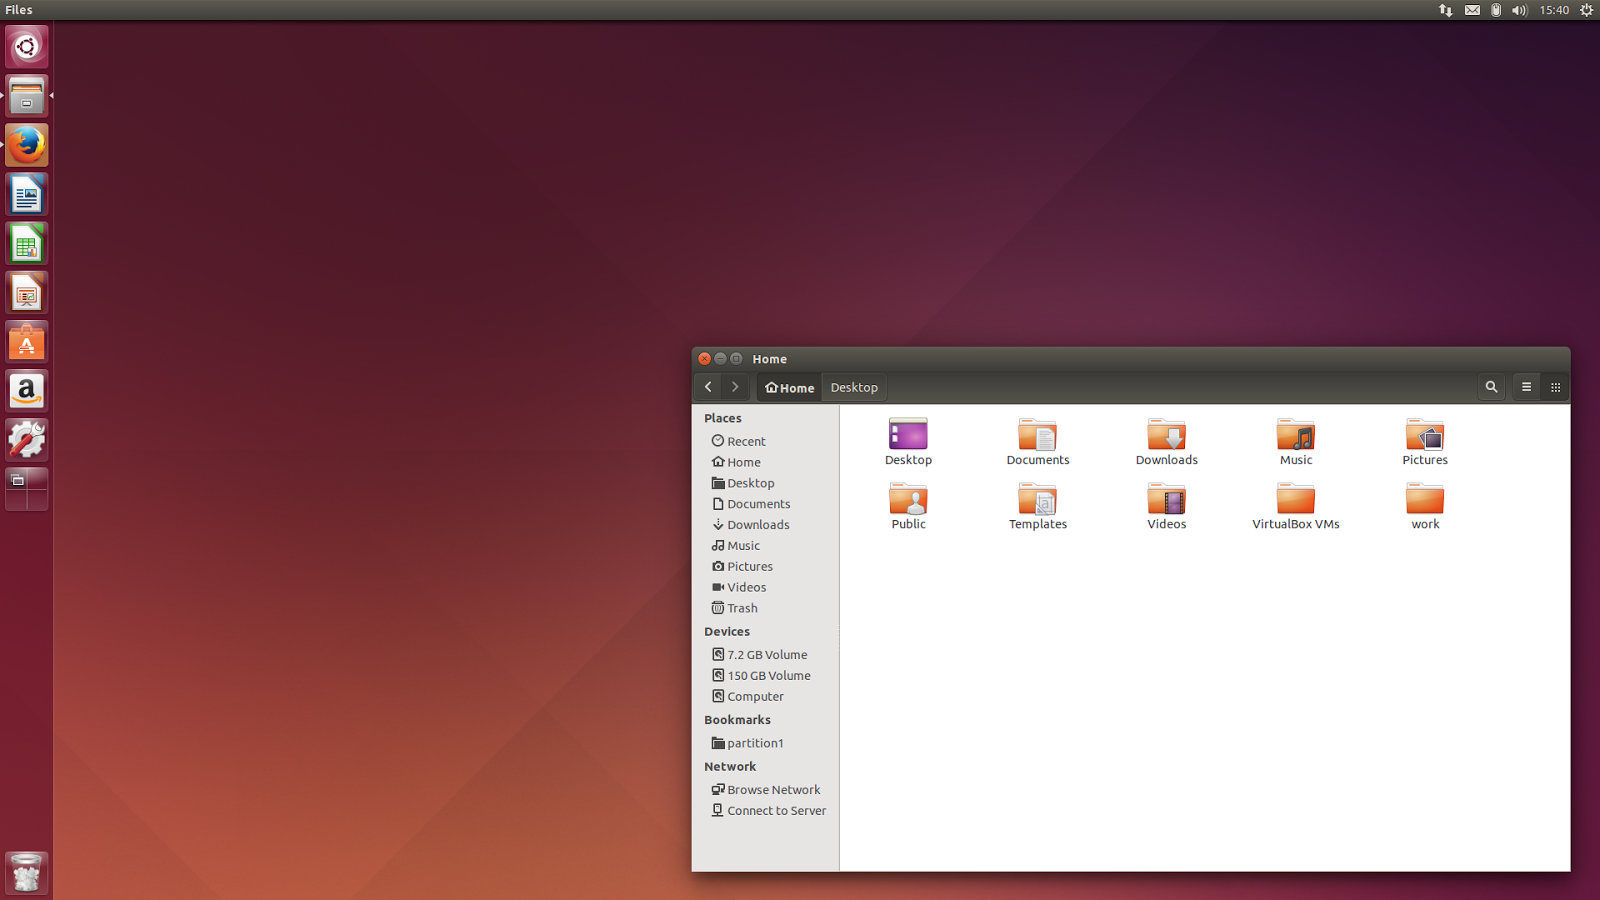 Files
15:40
Home
Home Desktop
Places
Recent
Home
Desktop
Documents
Downloads
Music
Pictures
Videos
Trash
Devices
7.2 GB Volume
150 GB Volume
Computer
Bookmarks
partition1
Network
Browse Network
Connect to Server
Desktop Documents Downloads Music Pictures
Public Templates Videos VirtualBox VMs work